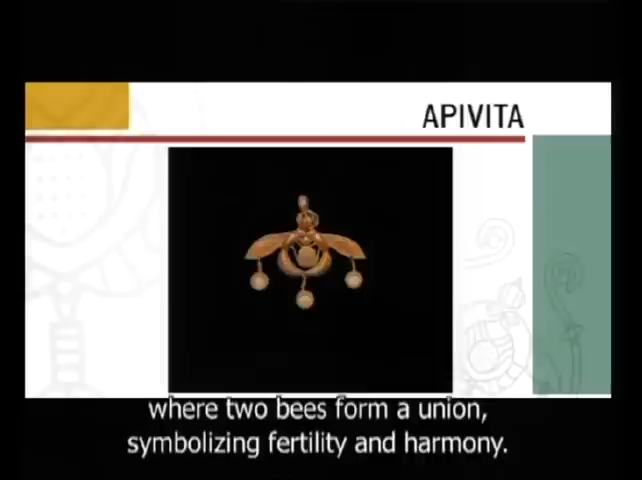 APIVITA
where two bees form a union,
symbolizing fertility and harmony.